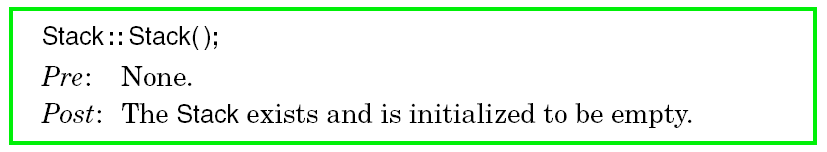 Stack :: Stack( );
Pre: None.
Post: The Stack exists and is initialized to be empty.